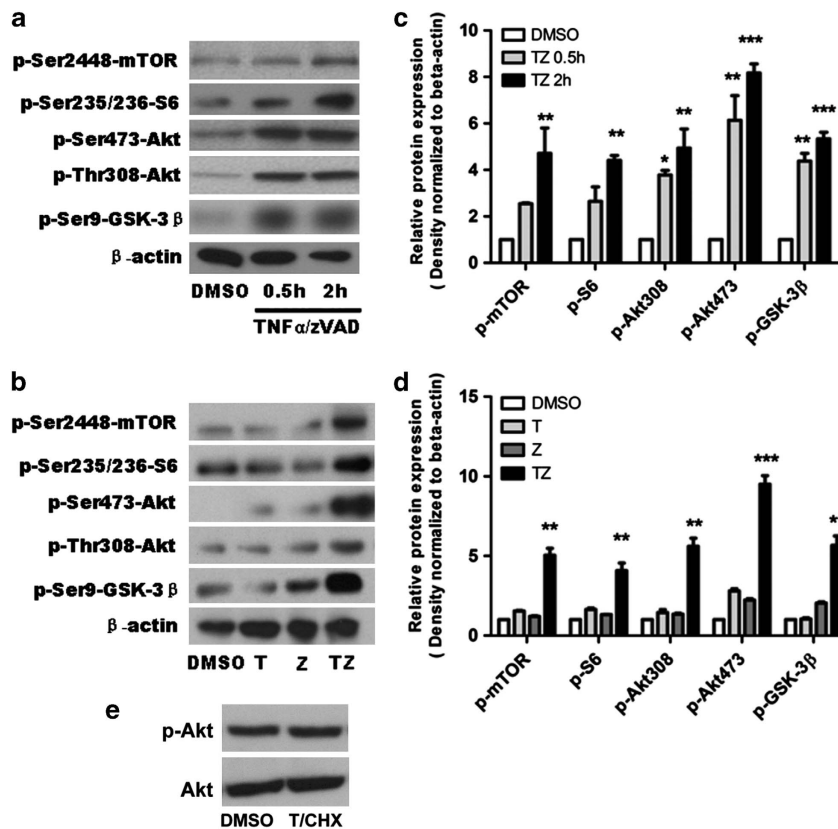 a
p-Ser2448-mTOR
p-Ser235/236-S6
p-Ser473-Akt
p-Thr308-Akt
p-Ser9-GSK-3 β
β-actin
DMSO 0.5h 2h
TNFα/zVAD
c
Relative protein expression
( Density normalized to beta-actin)
10
8
6
4
2
0
DMSO
TZ 0.5h
TZ 2h
**
**
*
**
**
***
**
***
p-mTOR
p-S6
p-Akt308
p-Akt473
p-GSK-3β
b
p-Ser2448-mTOR
p-Ser235/236-S6
p-Ser473-Akt
p-Thr308-Akt
p-Ser9-GSK-3 β
β-actin
DMSO T Z TZ
d
Relative protein expression
( Density normalized to beta-actin)
15
10
5
0
DMSO
T
Z
TZ
**
**
**
***
*
p-mTOR
p-S6
p-Akt308
p-Akt473
p-GSK-3β
e
p-Akt
Akt
DMSO T/CHX